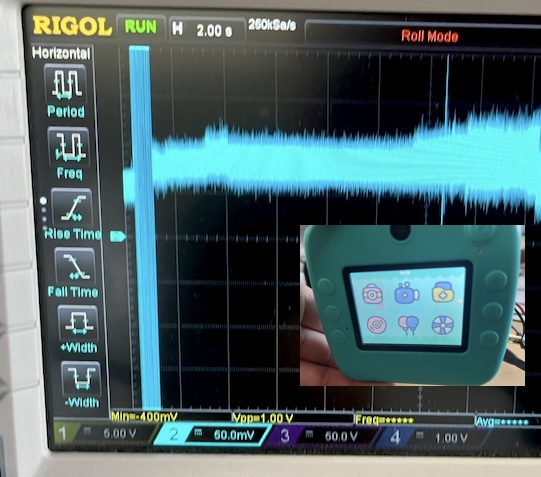 RIGOL RUN H 2.00 s 250kSa/s Roll Mode
Horizontal
Period
Freq
Rise Time
Fall Time
+Width
-Width
2
Min=-400mV Vpp=1.00 V Freq=***** Avg=*****
1 5.00 V 2 50.0mV 3 50.0 V 4 1.00 V